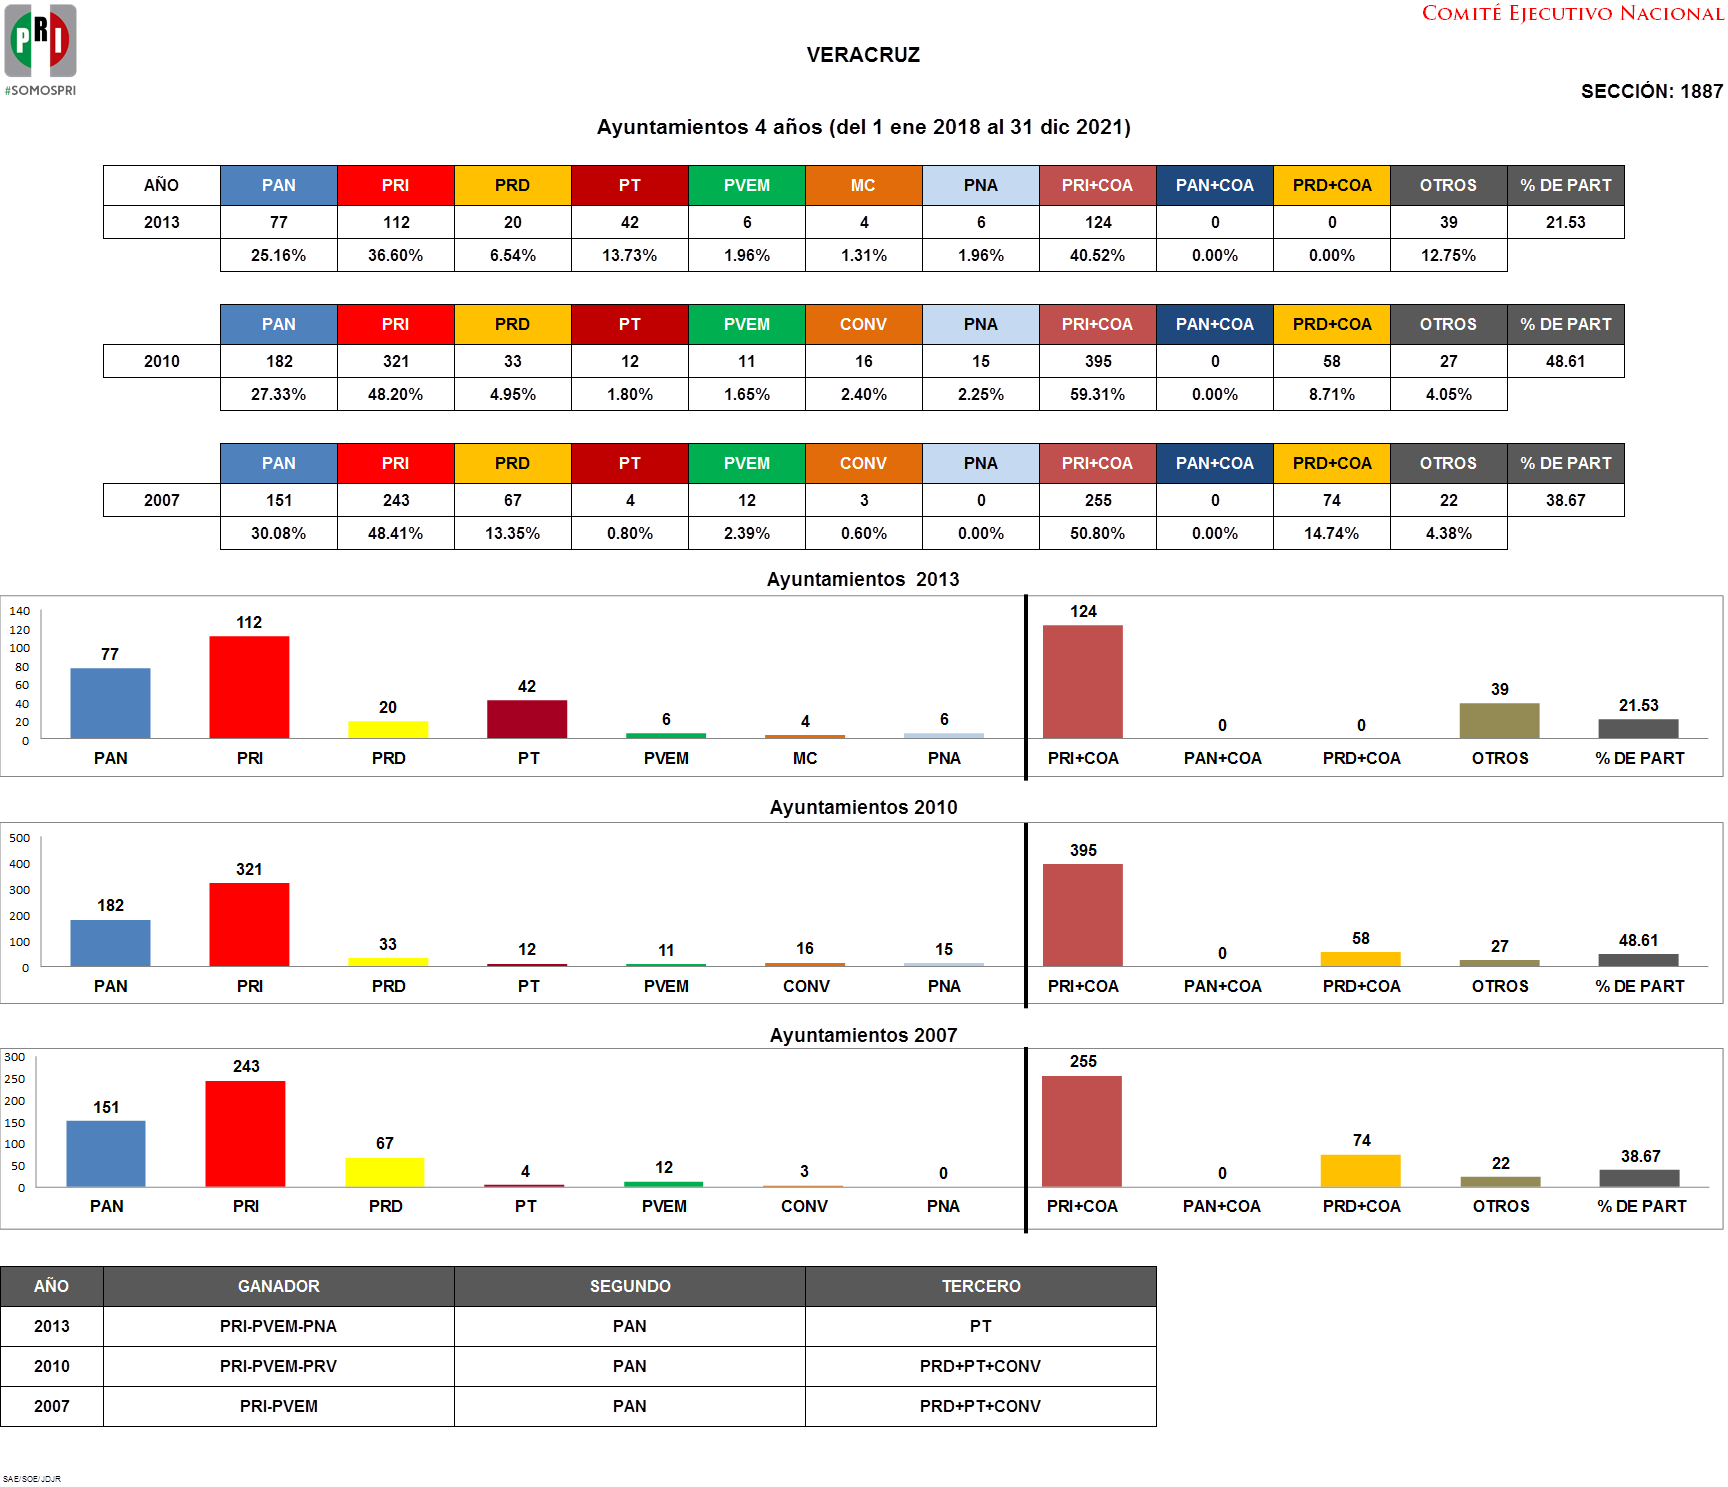 PRI
#SOMOSPRI
COMITÉ EJECUTIVO NACIONAL
VERACRUZ
SECCIÓN: 1887
Ayuntamientos 4 años (del 1 ene 2018 al 31 dic 2021)
AÑO PAN PRI PRD PT PVEM MC PNA PRI+COA PAN+COA PRD+COA OTROS % DE PART
2013 77 112 20 42 6 4 6 124 0 0 39 21.53
25.16% 36.60% 6.54% 13.73% 1.96% 1.31% 1.96% 40.52% 0.00% 0.00% 12.75%
PAN PRI PRD PT PVEM CONV PNA PRI+COA PAN+COA PRD+COA OTROS % DE PART
2010 182 321 33 12 11 16 15 395 0 58 27 48.61
27.33% 48.20% 4.95% 1.80% 1.65% 2.40% 2.25% 59.31% 0.00% 8.71% 4.05%
PAN PRI PRD PT PVEM CONV PNA PRI+COA PAN+COA PRD+COA OTROS % DE PART
2007 151 243 67 4 12 3 0 255 0 74 22 38.67
30.08% 48.41% 13.35% 0.80% 2.39% 0.60% 0.00% 50.80% 0.00% 14.74% 4.38%
Ayuntamientos 2013
140
120
100
80
60
40
20
0
77 112 20 42 6 4 6 124 0 0 39 21.53
PAN PRI PRD PT PVEM MC PNA PRI+COA PAN+COA PRD+COA OTROS % DE PART
Ayuntamientos 2010
500
400
300
200
100
0
182 321 33 12 11 16 15 395 0 58 27 48.61
PAN PRI PRD PT PVEM CONV PNA PRI+COA PAN+COA PRD+COA OTROS % DE PART
Ayuntamientos 2007
300
250
200
150
100
50
0
151 243 67 4 12 3 0 255 0 74 22 38.67
PAN PRI PRD PT PVEM CONV PNA PRI+COA PAN+COA PRD+COA OTROS % DE PART
AÑO GANADOR SEGUNDO TERCERO
2013 PRI-PVEM-PNA PAN PT
2010 PRI-PVEM-PRV PAN PRD+PT+CONV
2007 PRI-PVEM PAN PRD+PT+CONV
SAE/SOE/JDJR